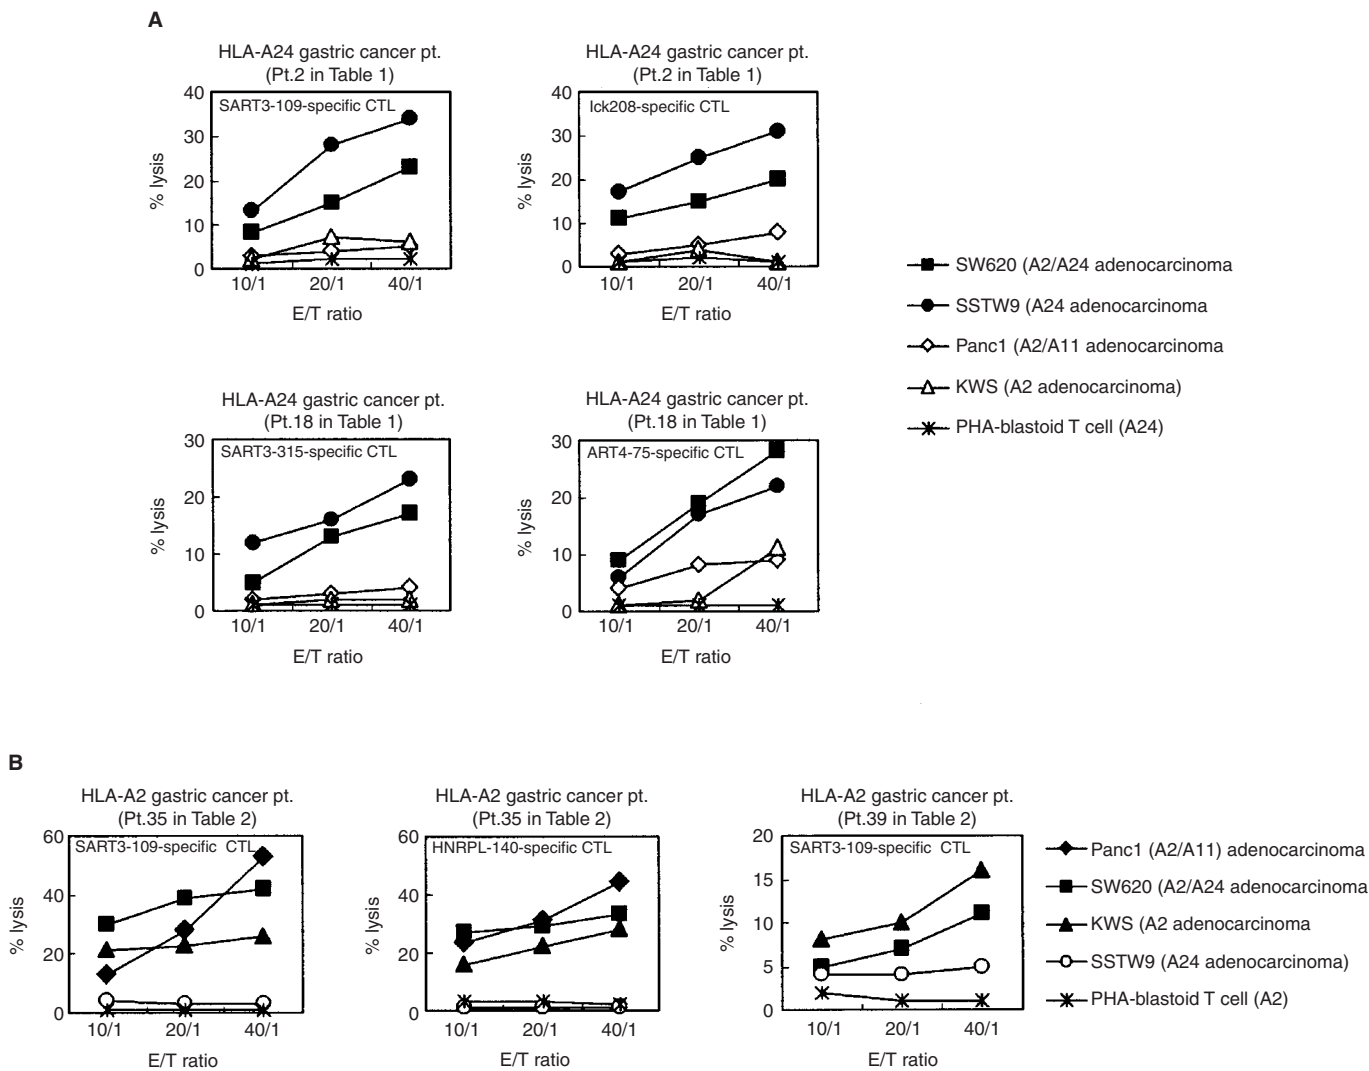 A
HLA-A24 gastric cancer pt.
(Pt.2 in Table 1)
SART3-109-specific CTL
40
30
20
10
0
% lysis
10/1 20/1 40/1
E/T ratio
HLA-A24 gastric cancer pt.
(Pt.2 in Table 1)
lck208-specific CTL
40
30
20
10
0
% lysis
10/1 20/1 40/1
E/T ratio
SW620 (A2/A24 adenocarcinoma
SSTW9 (A24 adenocarcinoma
Panc1 (A2/A11 adenocarcinoma
KWS (A2 adenocarcinoma)
PHA-blastoid T cell (A24)
HLA-A24 gastric cancer pt.
(Pt.18 in Table 1)
SART3-315-specific CTL
30
20
10
0
% lysis
10/1 20/1 40/1
E/T ratio
HLA-A24 gastric cancer pt.
(Pt.18 in Table 1)
ART4-75-specific CTL
30
20
10
0
% lysis
10/1 20/1 40/1
E/T ratio
B
HLA-A2 gastric cancer pt.
(Pt.35 in Table 2)
SART3-109-specific CTL
60
40
20
0
% lysis
10/1 20/1 40/1
E/T ratio
HLA-A2 gastric cancer pt.
(Pt.35 in Table 2)
HNRPL-140-specific CTL
60
40
20
0
% lysis
10/1 20/1 40/1
E/T ratio
HLA-A2 gastric cancer pt.
(Pt.39 in Table 2)
SART3-109-specific CTL
20
15
10
5
0
% lysis
10/1 20/1 40/1
E/T ratio
Panc1 (A2/A11) adenocarcinoma
SW620 (A2/A24 adenocarcinoma
KWS (A2 adenocarcinoma
SSTW9 (A24 adenocarcinoma)
PHA-blastoid T cell (A2)